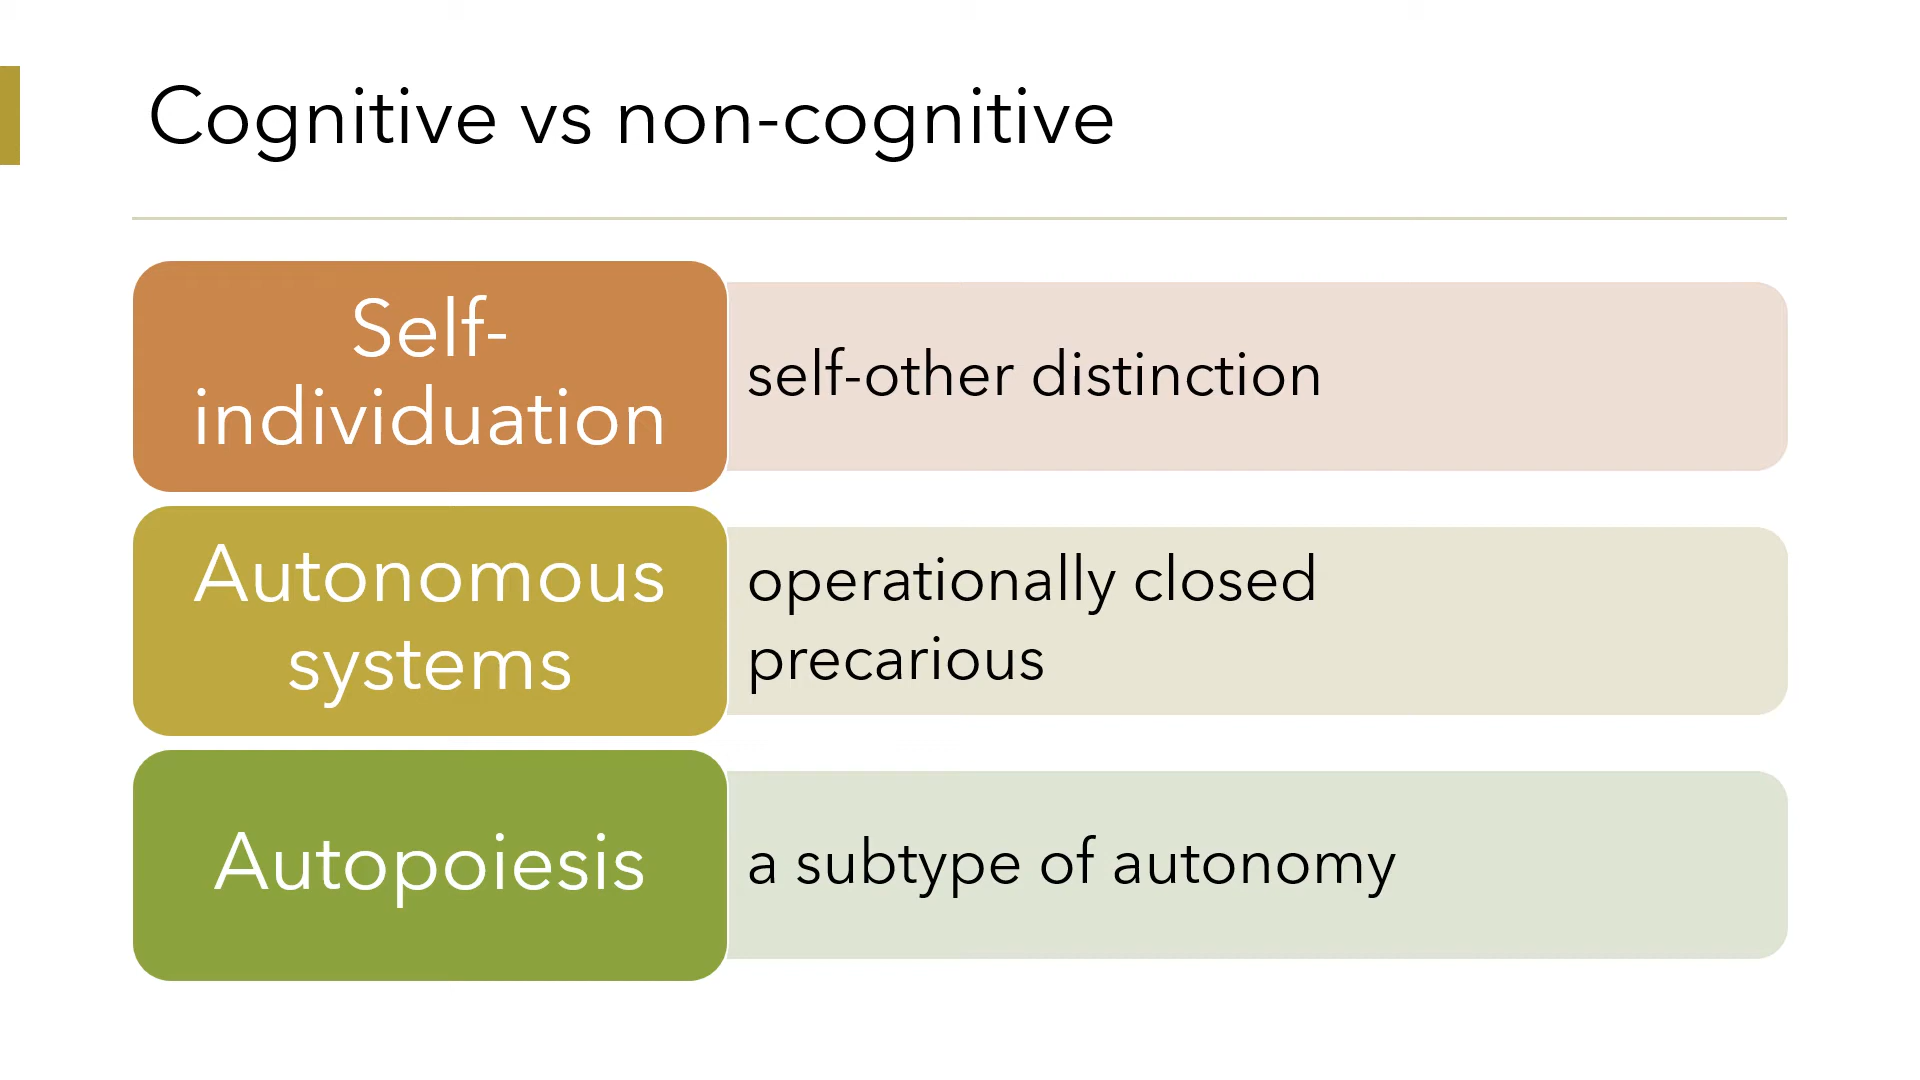 Cognitive vs non-cognitive
Self-
individuation
self-other distinction
Autonomous
systems
operationally closed
precarious
Autopoiesis
a subtype of autonomy